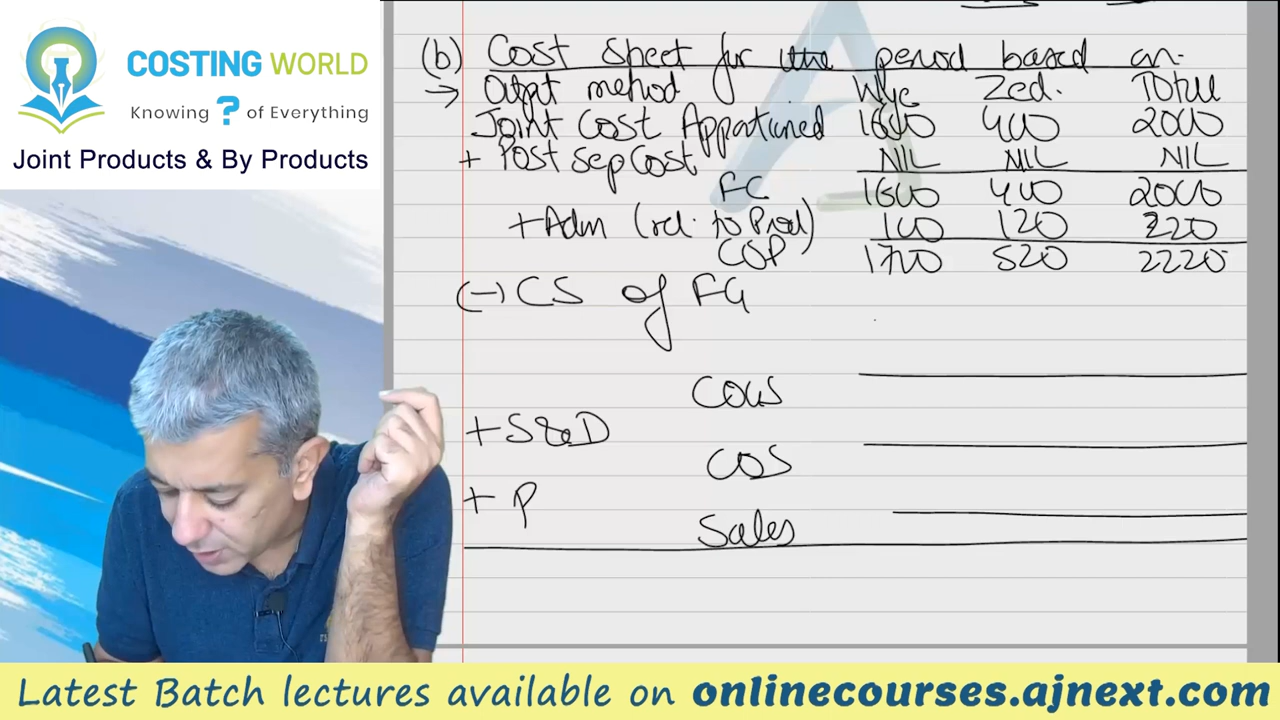 COSTING WORLD
Knowing ? of Everything
Joint Products & By Products
(b) Cost sheet for the period based on
→ Output method Wye Zed. Total
Joint Cost Apportioned 1600 400 2000
+ Post Sep Cost NIL NIL NIL
FC 1600 400 2000
+Adm (rel. to Prod) 100 120 220
COP 1700 520 2220
(-) CS of FG
COGS
+S&D
COS
+ P
Sales
Latest Batch lectures available on onlinecourses.ajnext.com